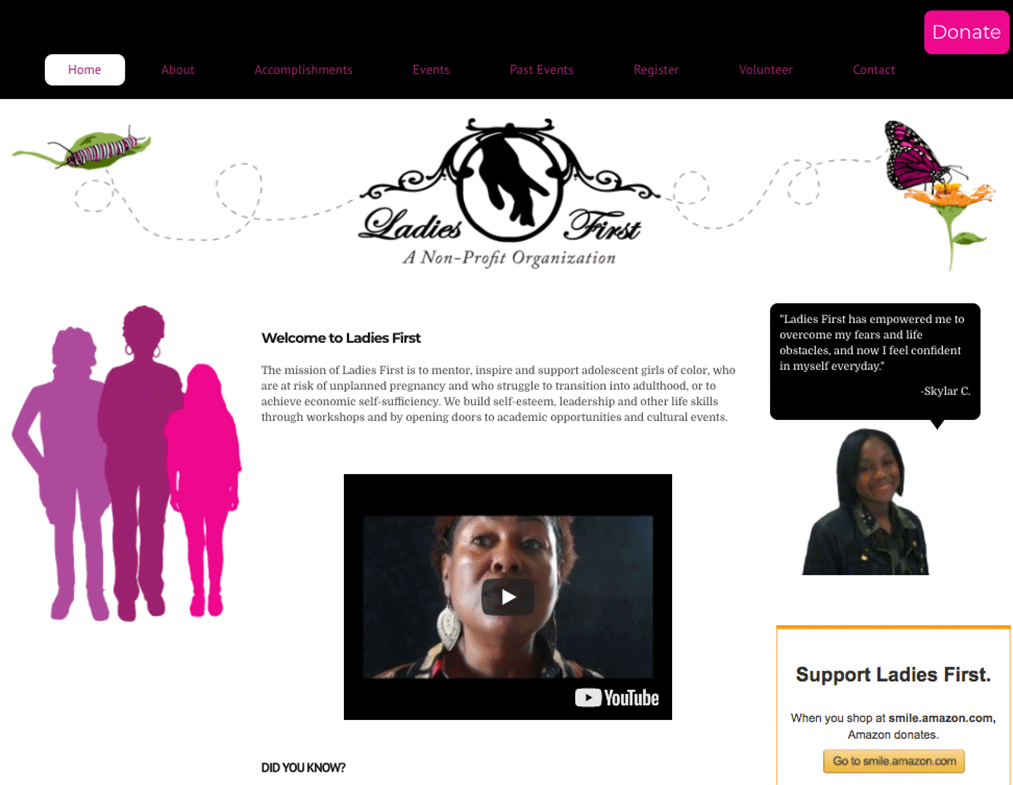 Donate
Home About Accomplishments Events Past Events Register Volunteer Contact
Ladies First
A Non-Profit Organization
Welcome to Ladies First
The mission of Ladies First is to mentor, inspire and support adolescent girls of color, who
are at risk of unplanned pregnancy and who struggle to transition into adulthood, or to
achieve economic self-sufficiency. We build self-esteem, leadership and other life skills
through workshops and by opening doors to academic opportunities and cultural events.
YouTube
DID YOU KNOW?
"Ladies First has empowered me to
overcome my fears and life
obstacles, and now I feel confident
in myself everyday."
-Skylar C.
Support Ladies First.
When you shop at smile.amazon.com,
Amazon donates.
Go to smile.amazon.com